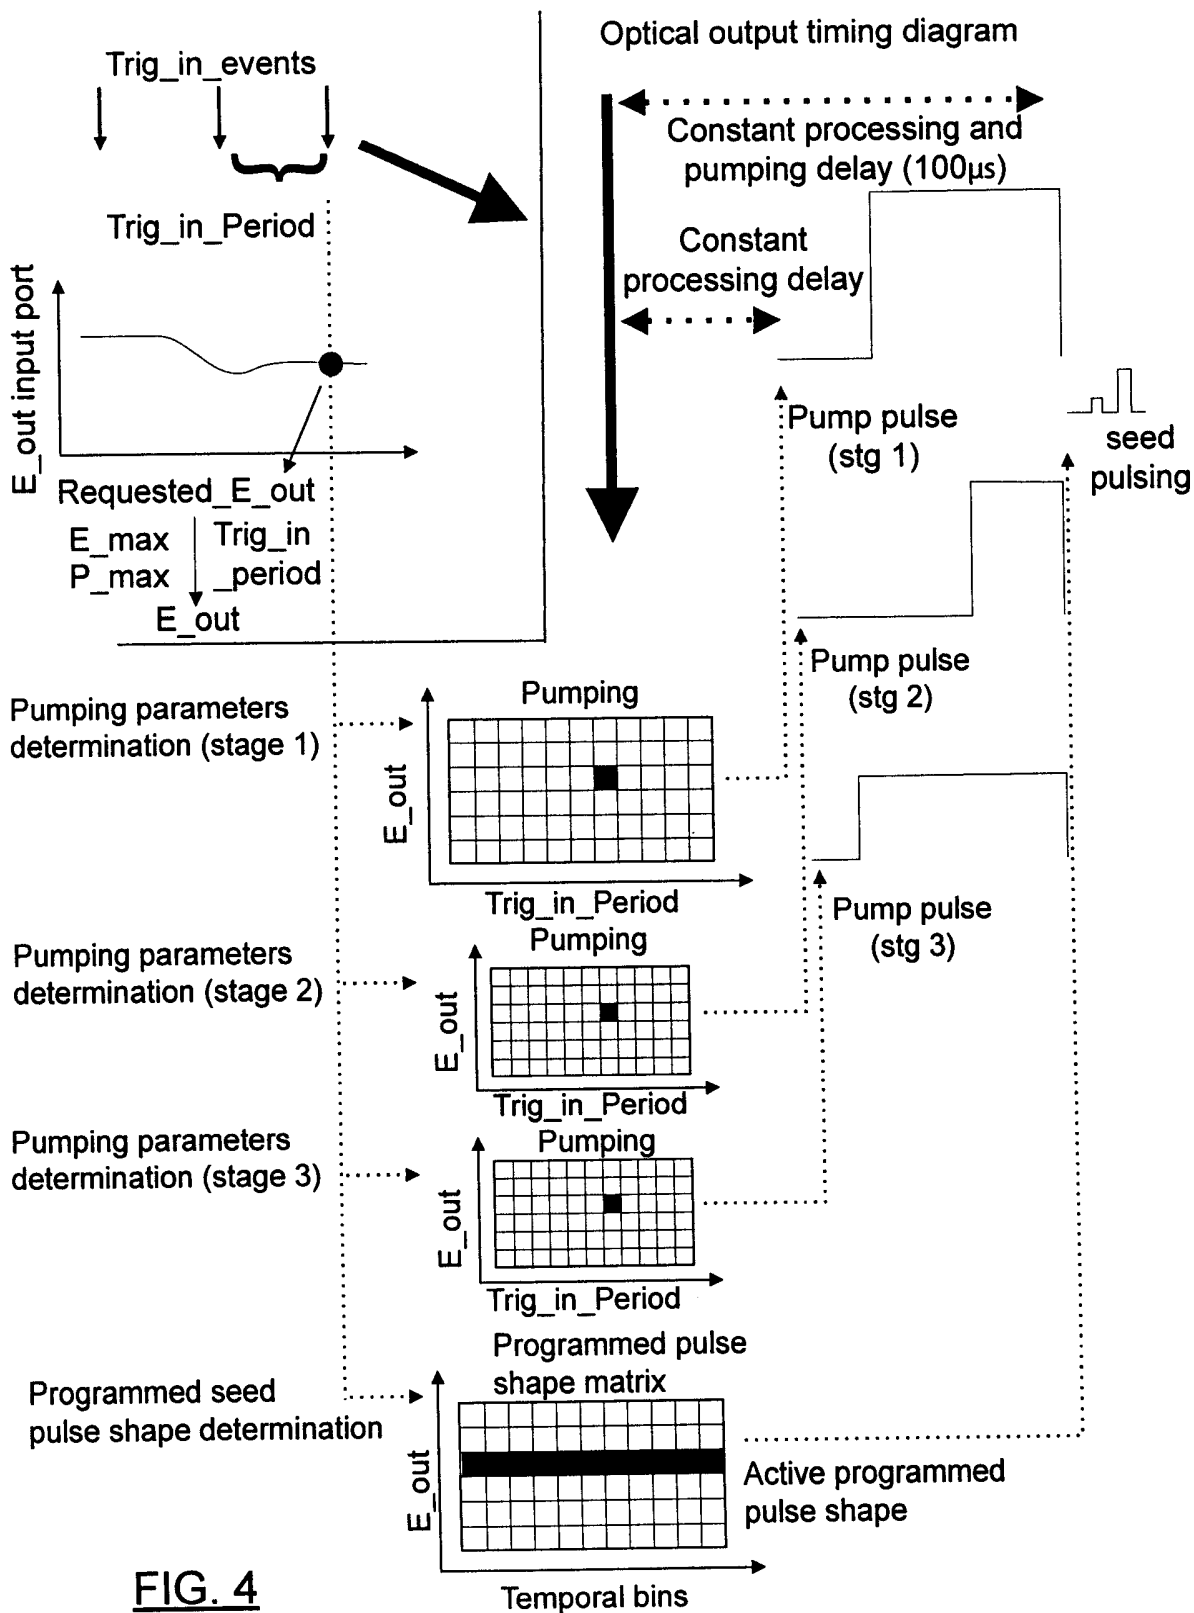 Optical output timing diagram
Trig_in_events
Constant processing and
pumping delay (100µs)
Trig_in_Period
Constant
processing delay
E_out input port
Pump pulse
(stg 1)
seed
pulsing
Requested_E_out
E_max
Trig_in
P_max
_period
E_out
Pump pulse
(stg 2)
Pumping parameters
determination (stage 1)
Pumping
E_out
Trig_in_Period
Pump pulse
(stg 3)
Pumping parameters
determination (stage 2)
Pumping
E_out
Trig_in_Period
Pumping parameters
determination (stage 3)
Pumping
E_out
Trig_in_Period
Programmed seed
pulse shape determination
Programmed pulse
shape matrix
E_out
Active programmed
pulse shape
Temporal bins
FIG. 4